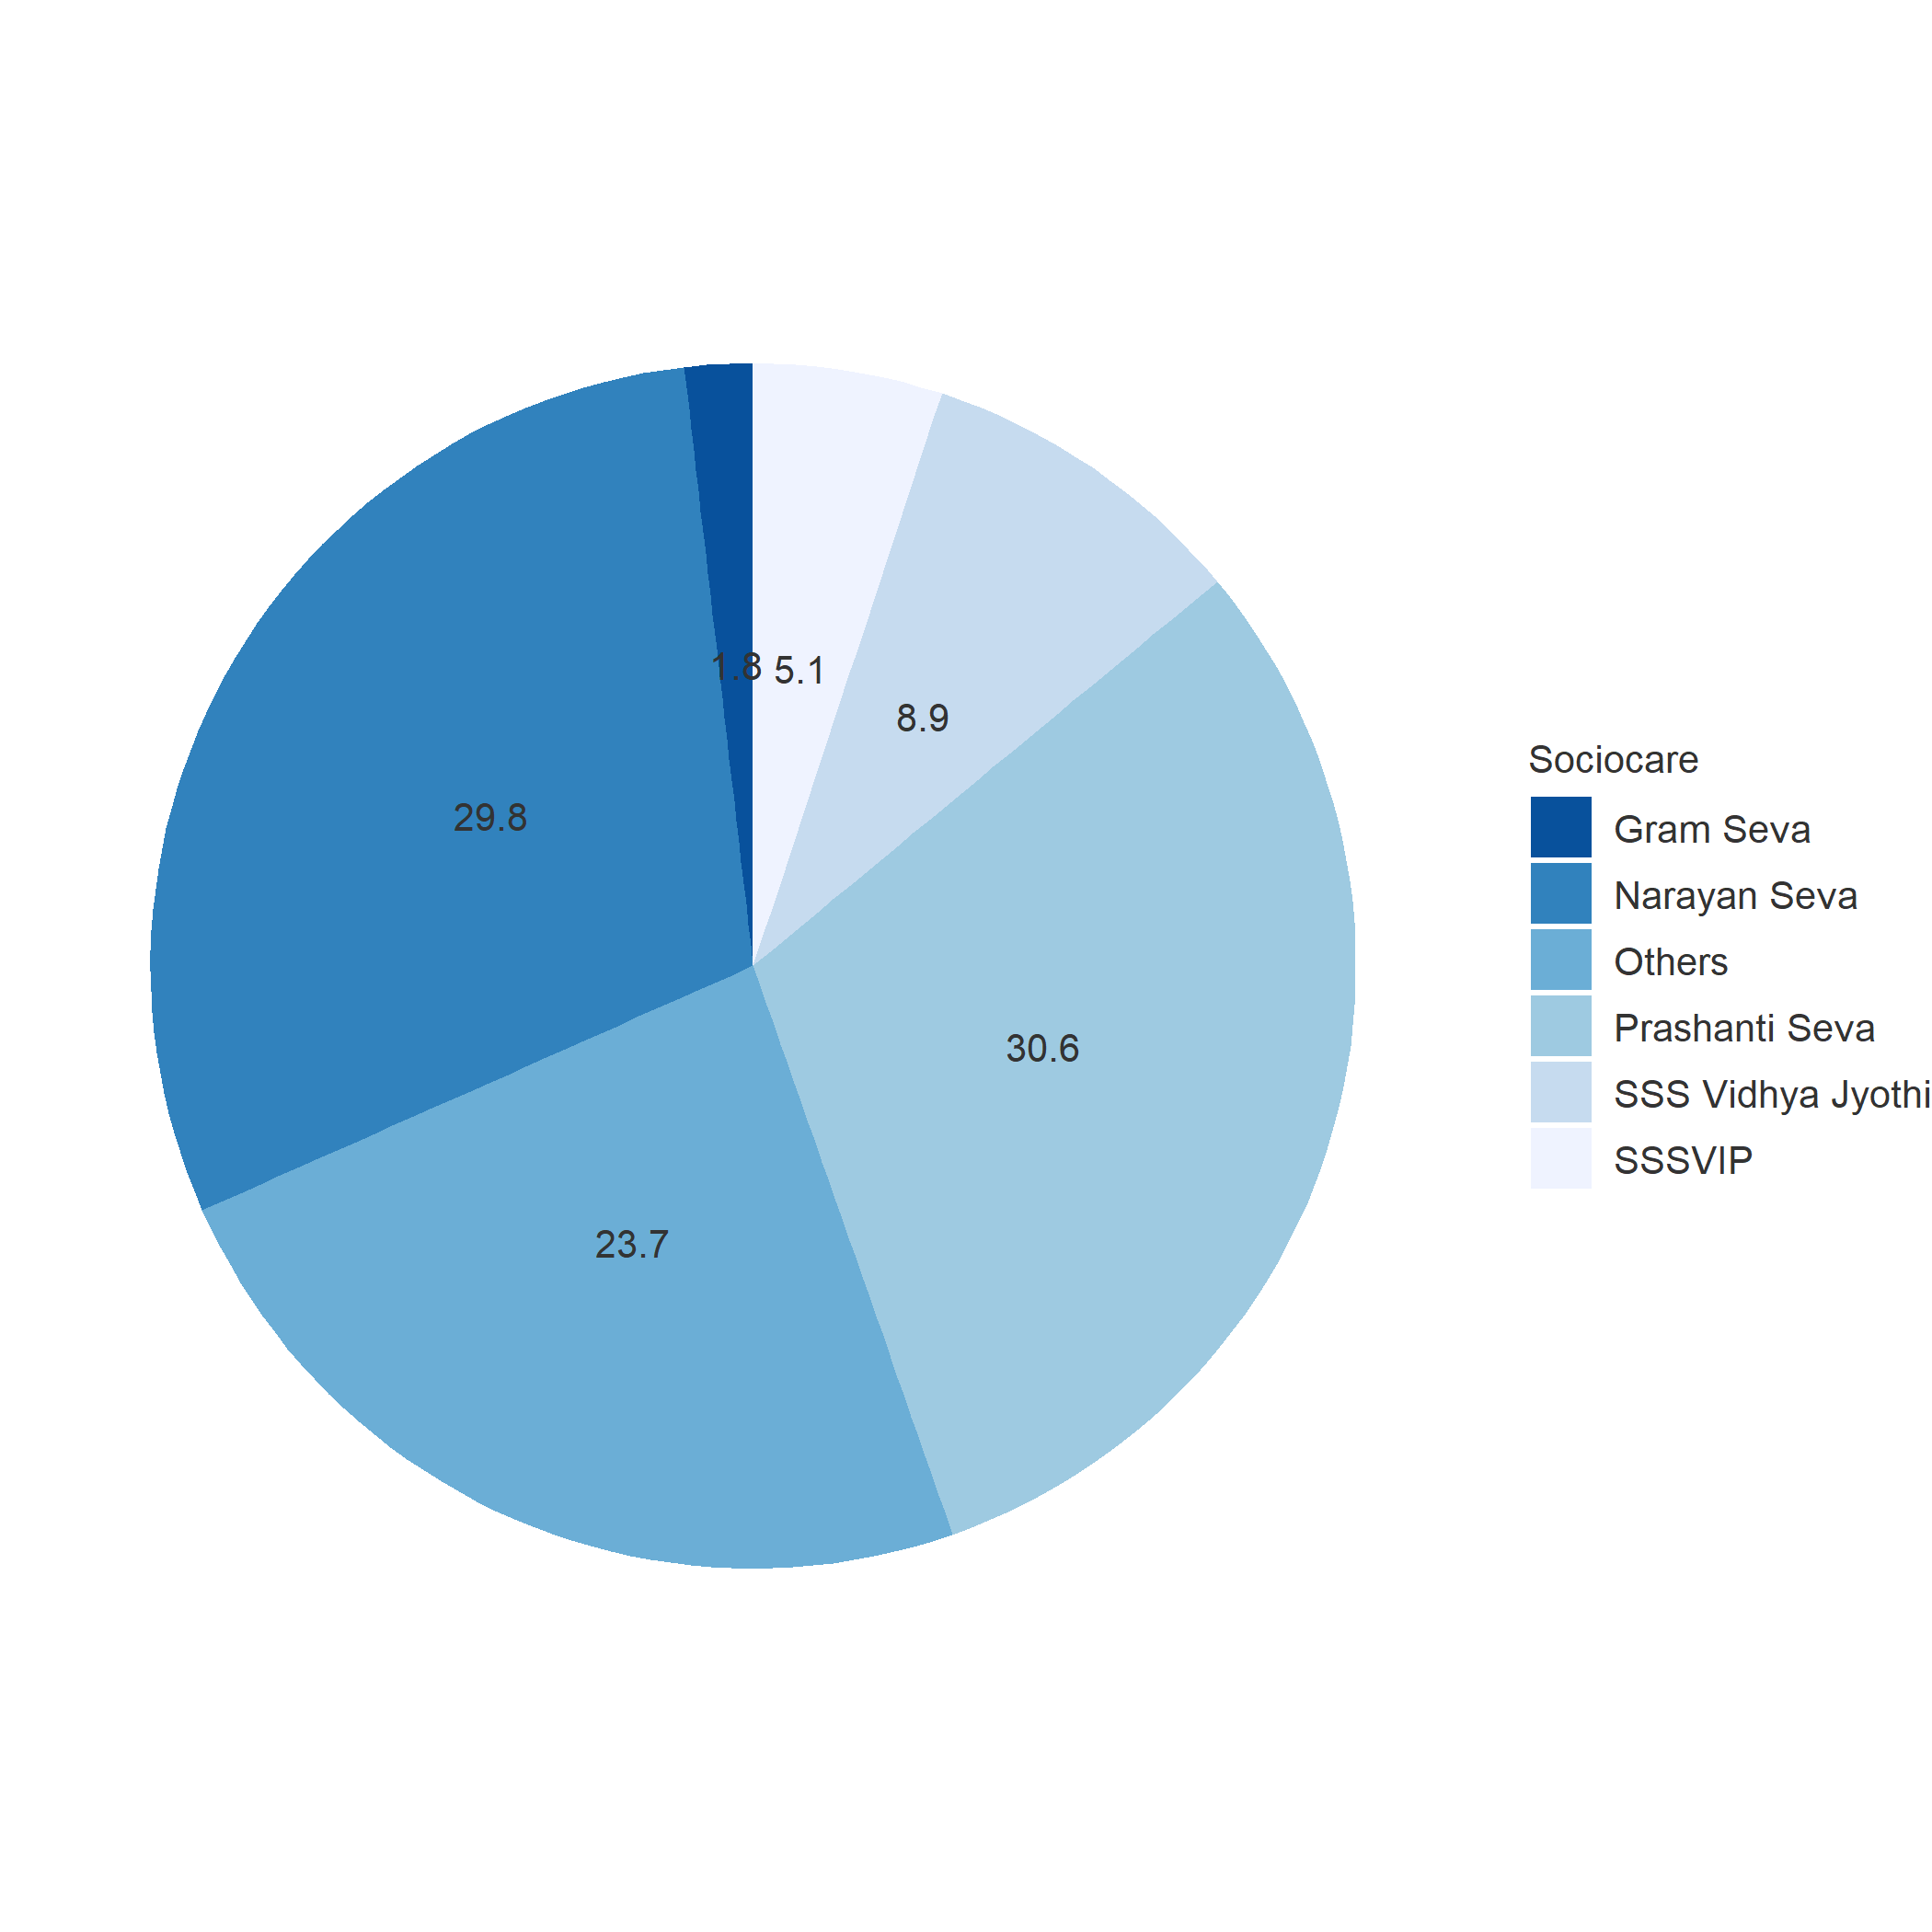 1.8
5.1
8.9
29.8
30.6
23.7
Sociocare
Gram Seva
Narayan Seva
Others
Prashanti Seva
SSS Vidhya Jyothi
SSSVIP